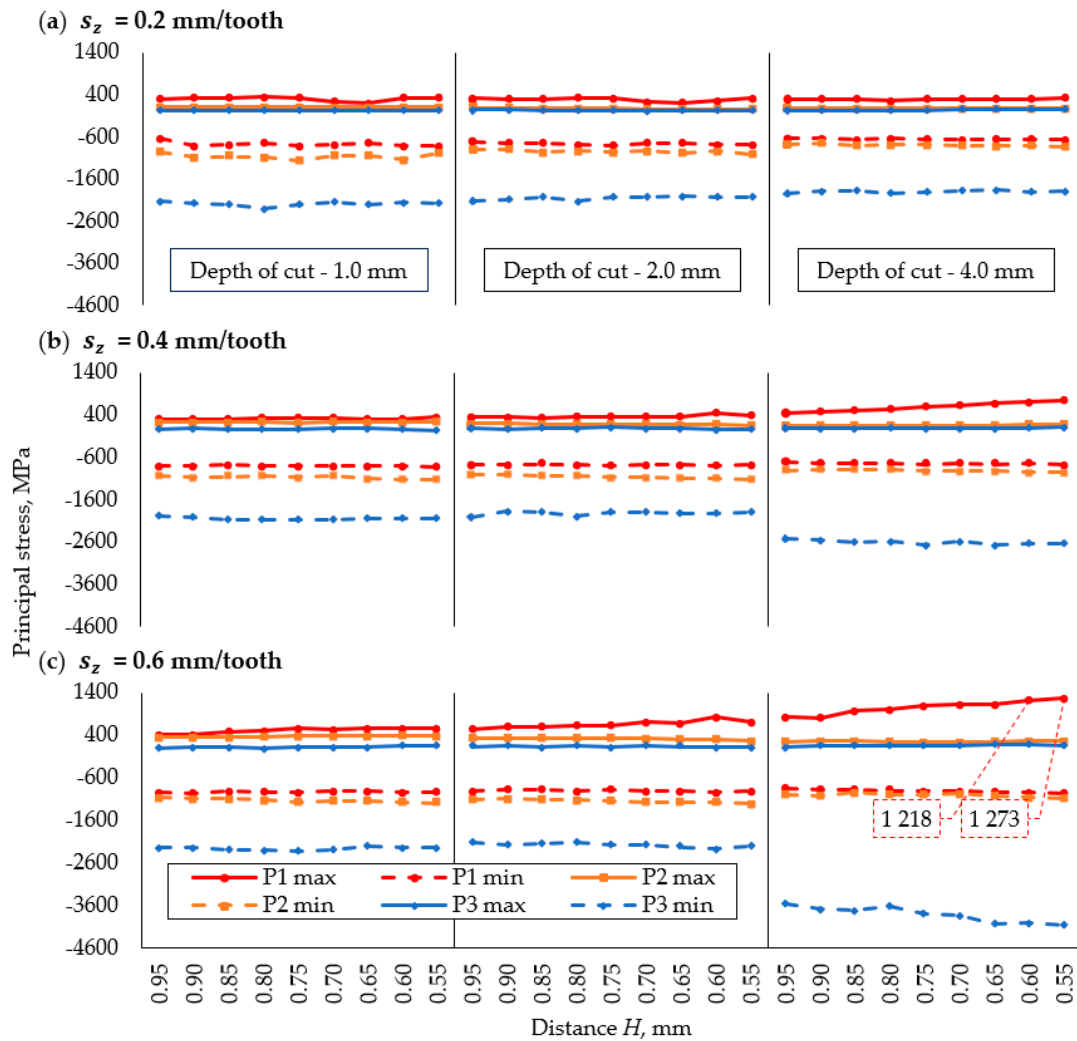 (a) s_z = 0.2 mm/tooth
1400
400
-600
-1600
-2600
-3600
-4600
Depth of cut - 1.0 mm
Depth of cut - 2.0 mm
Depth of cut - 4.0 mm
(b) s_z = 0.4 mm/tooth
1400
400
-600
-1600
-2600
-3600
-4600
Principal stress, MPa
(c) s_z = 0.6 mm/tooth
1400
400
-600
-1600
-2600
-3600
-4600
1 218
1 273
P1 max P1 min P2 max
P2 min P3 max P3 min
0.95 0.90 0.85 0.80 0.75 0.70 0.65 0.60 0.55 0.95 0.90 0.85 0.80 0.75 0.70 0.65 0.60 0.55 0.95 0.90 0.85 0.80 0.75 0.70 0.65 0.60 0.55
Distance H, mm